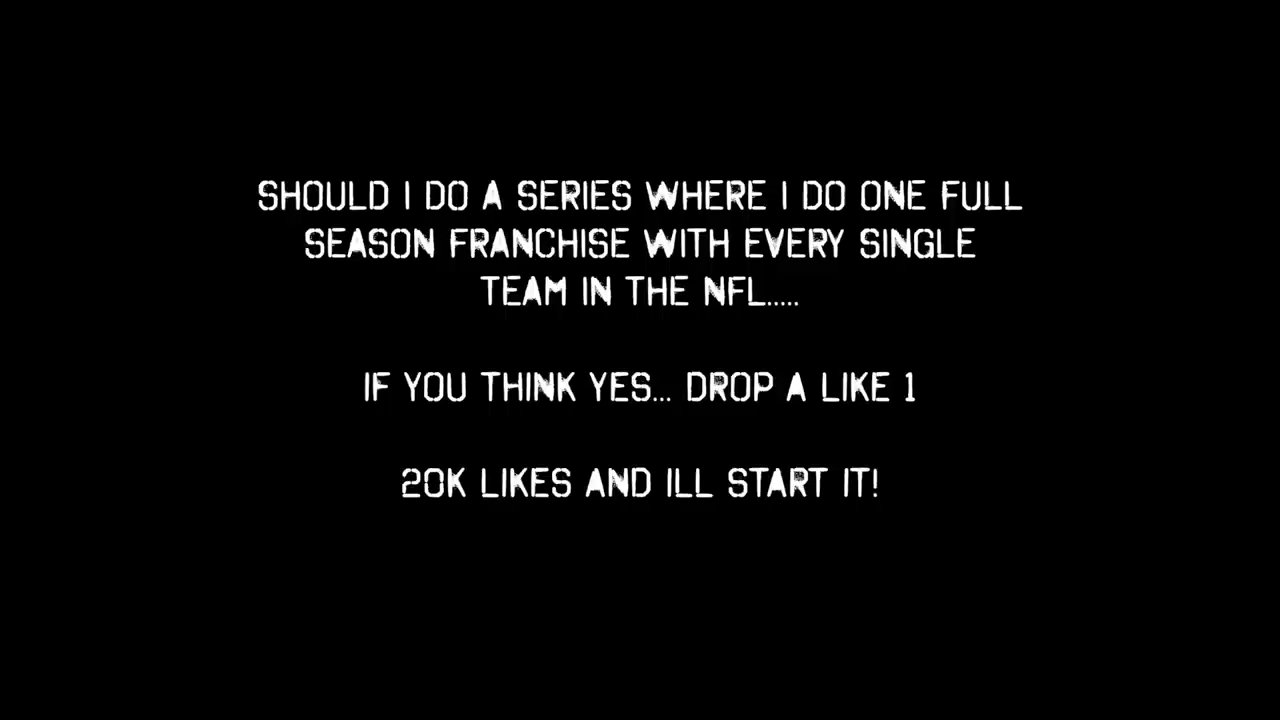 SHOULD I DO A SERIES WHERE I DO ONE FULL
SEASON FRANCHISE WITH EVERY SINGLE
TEAM IN THE NFL.....
IF YOU THINK YES... DROP A LIKE 1
20K LIKES AND ILL START IT!